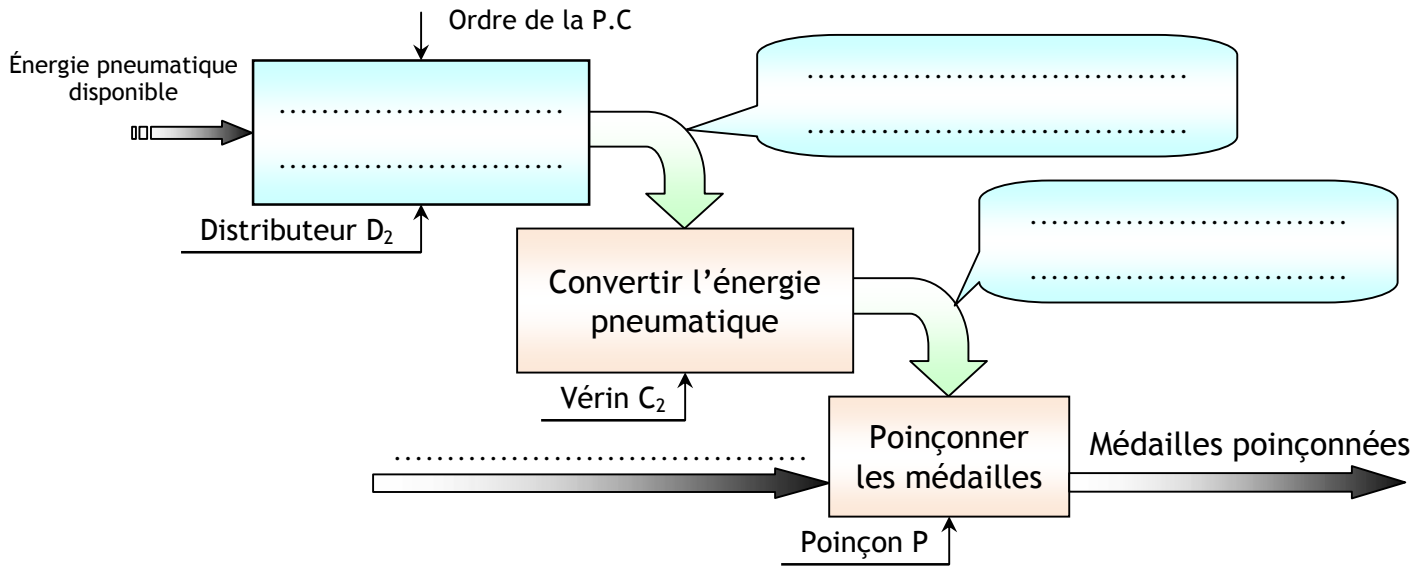 Ordre de la P.C
Énergie pneumatique
disponible
..............................
..............................
........................................
........................................
Distributeur D₂
..................................
..................................
Convertir l’énergie
pneumatique
Vérin C₂
............................................
Poinçonner
les médailles
Médailles poinçonnées
Poinçon P